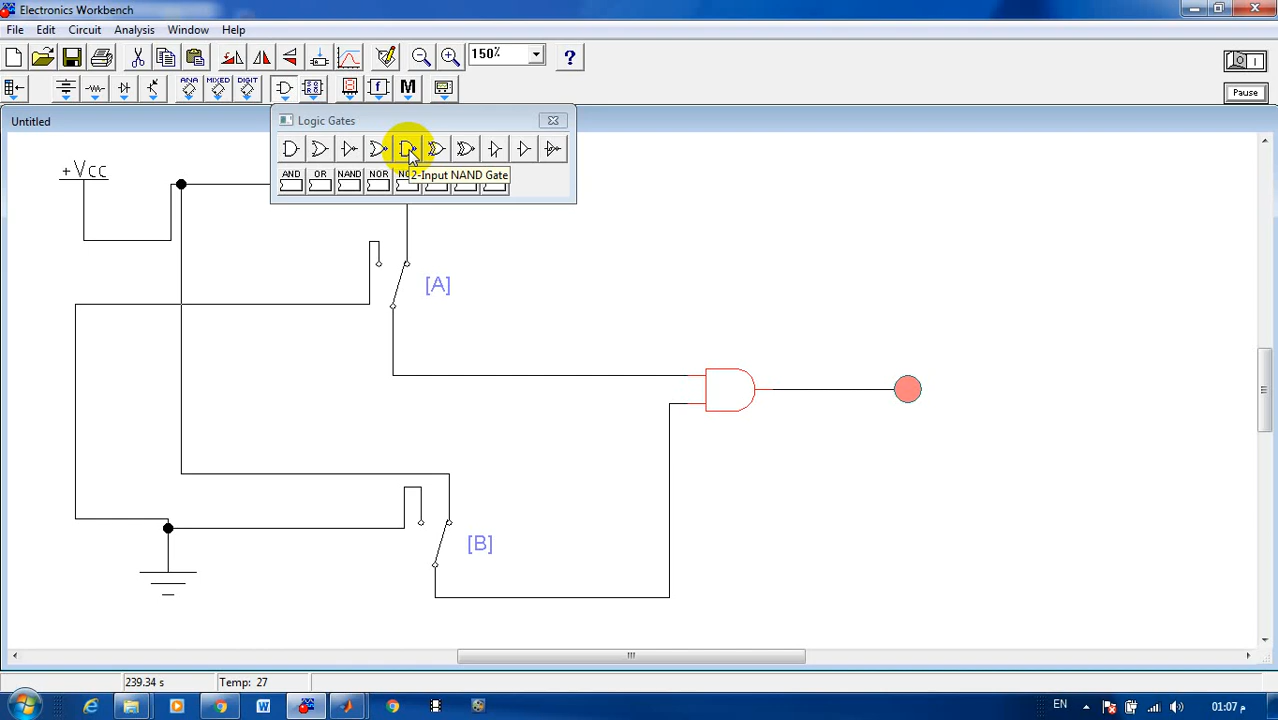 Electronics Workbench
File Edit Circuit Analysis Window Help
150%
ANA MIXED DIGIT
M
I
Pause
Untitled
Logic Gates
2-Input NAND Gate
AND OR NAND NOR
+Vcc
[A]
[B]
239.34 s Temp: 27
EN
01:07 م